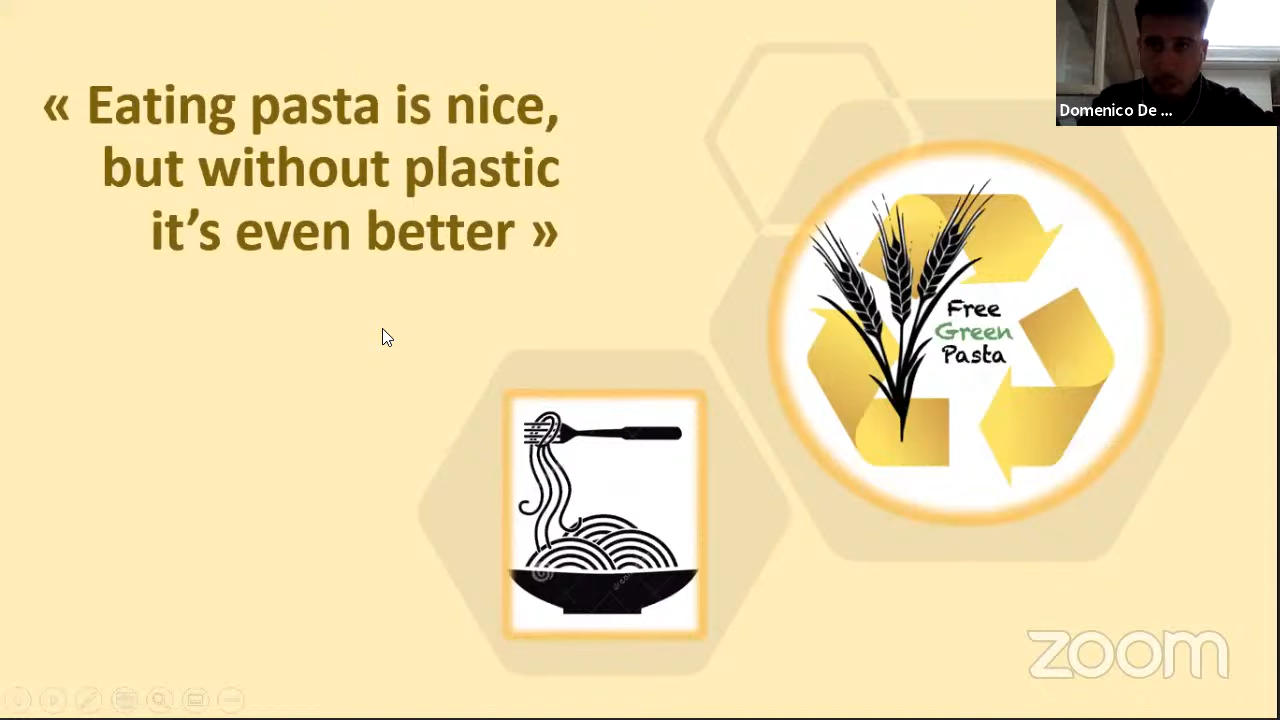 « Eating pasta is nice,
but without plastic
it’s even better »
Domenico De ...
Free
Green
Pasta
zoom